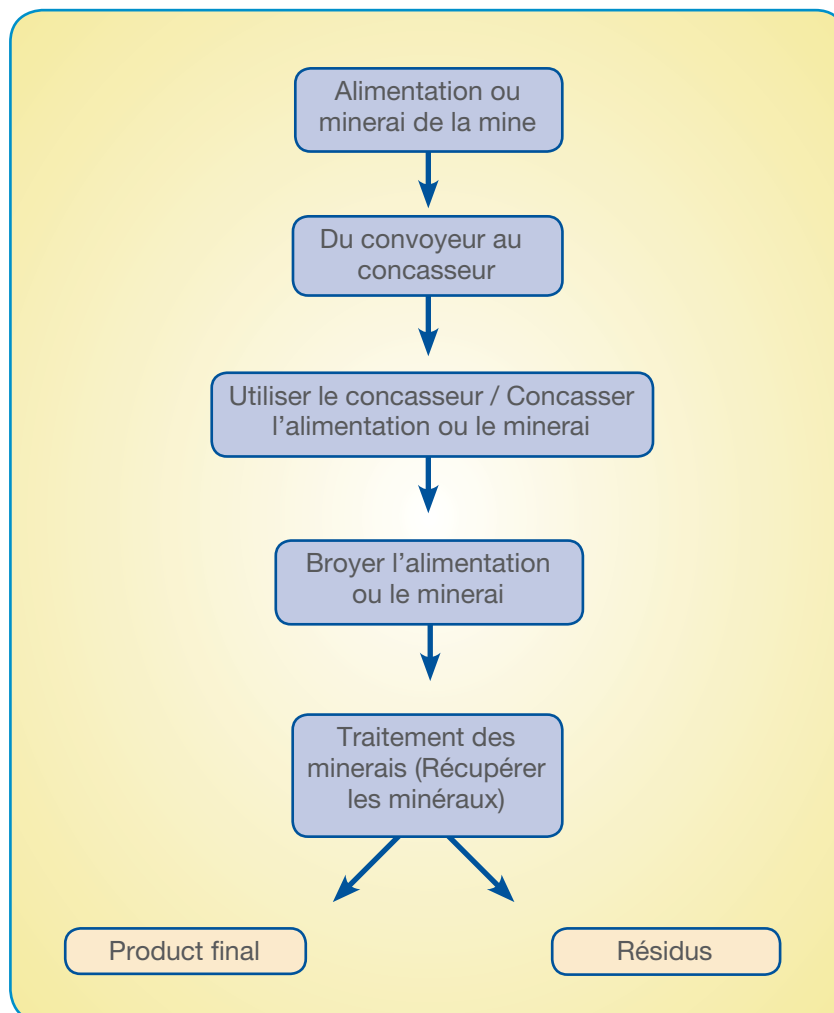 Alimentation ou
minerai de la mine
Du convoyeur au
concasseur
Utiliser le concasseur / Concasser
l’alimentation ou le minerai
Broyer l’alimentation
ou le minerai
Traitement des
minerais (Récupérer
les minéraux)
Product final
Résidus